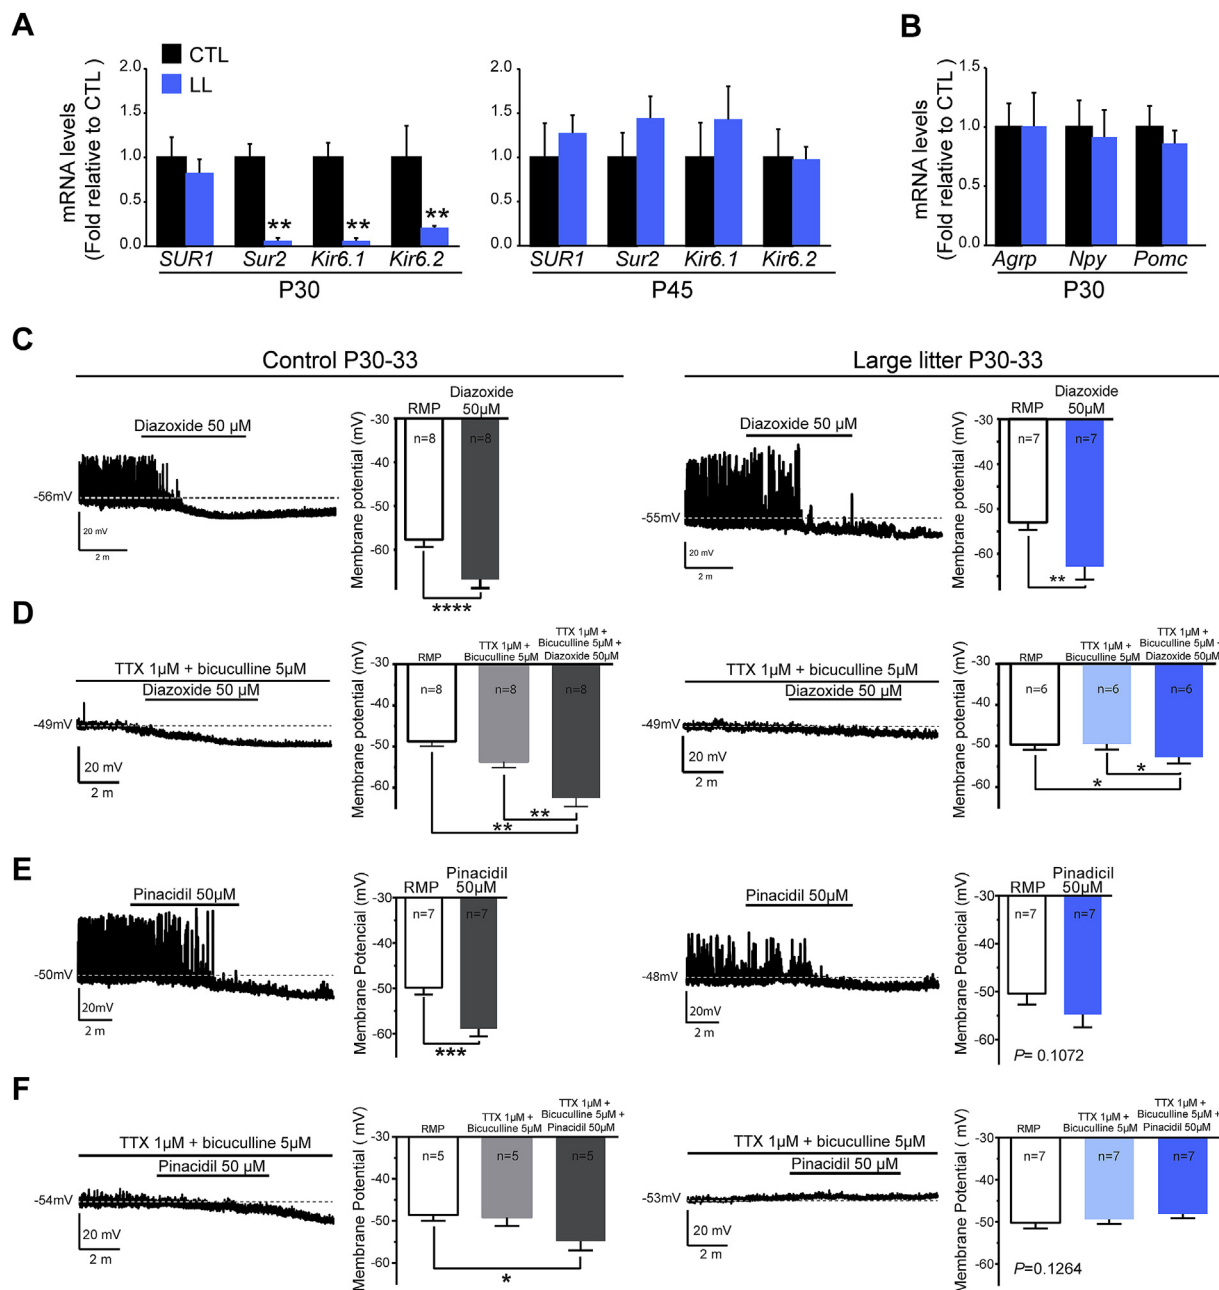 A
CTL
LL
mRNA levels
(Fold relative to CTL )
2.0
1.5
1.0
0.5
0.0
**
**
**
SUR1 Sur2 Kir6.1 Kir6.2
P30
2.0
1.5
1.0
0.5
0.0
SUR1 Sur2 Kir6.1 Kir6.2
P45
B
mRNA levels
(Fold relative to CTL )
1.5
1.0
0.5
0.0
Agrp Npy Pomc
P30
C
Control P30-33
Diazoxide 50 µM
-56mV
20 mV
2 m
Membrane potential (mV)
-30
-40
-50
-60
RMP
Diazoxide
50µM
n=8
n=8
****
Large litter P30-33
Diazoxide 50 µM
-55mV
20 mV
2 m
Membrane potential (mV)
-30
-40
-50
-60
RMP
Diazoxide
50µM
n=7
n=7
**
D
TTX 1µM + bicuculline 5µM
Diazoxide 50 µM
-49mV
20 mV
2 m
Membrane potential (mV)
-30
-40
-50
-60
RMP
TTX 1µM +
Bicuculline 5µM
TTX 1µM +
Bicuculline 5µM +
Diazoxide 50µM
n=8
n=8
n=8
**
**
TTX 1µM + bicuculline 5µM
Diazoxide 50 µM
-49mV
20 mV
2 m
Membrane potential (mV)
-30
-40
-50
-60
RMP
TTX 1µM +
Bicuculline 5µM
TTX 1µM +
Bicuculline 5µM +
Diazoxide 50µM
n=6
n=6
n=6
*
*
E
Pinacidil 50µM
-50mV
20mV
2 m
Membrane Potencial (mV)
-30
-40
-50
-60
RMP
Pinacidil
50µM
n=7
n=7
***
Pinacidil 50µM
-48mV
20mV
2 m
Membrane Potencial (mV)
-30
-40
-50
-60
RMP
Pinadicil
50µM
n=7
n=7
P= 0.1072
F
TTX 1µM + bicuculline 5µM
Pinacidil 50 µM
-54mV
20 mV
2 m
Membrane Potential ( mV)
-30
-40
-50
-60
RMP
TTX 1µM +
Bicuculline 5µM
TTX 1µM +
Bicuculline 5µM +
Pinacidil 50µM
n=5
n=5
n=5
*
TTX 1µM + bicuculline 5µM
Pinacidil 50 µM
-53mV
20 mV
2 m
Membrane Potential ( mV)
-30
-40
-50
-60
RMP
TTX 1µM +
Bicuculline 5µM
TTX 1µM +
Bicuculline 5µM +
Pinacidil 50µM
n=7
n=7
n=7
P=0.1264